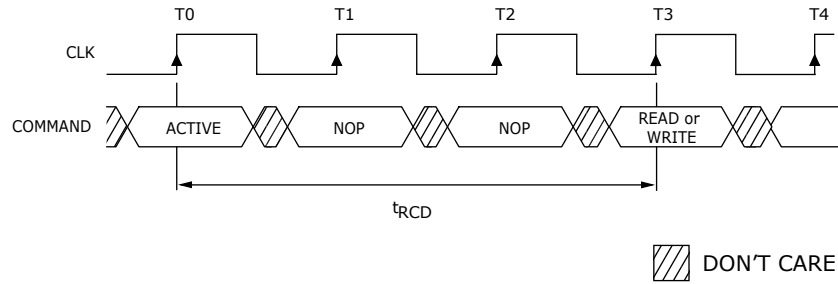 T0 T1 T2 T3 T4
CLK
COMMAND ACTIVE NOP NOP READ or
WRITE
tRCD
DON'T CARE